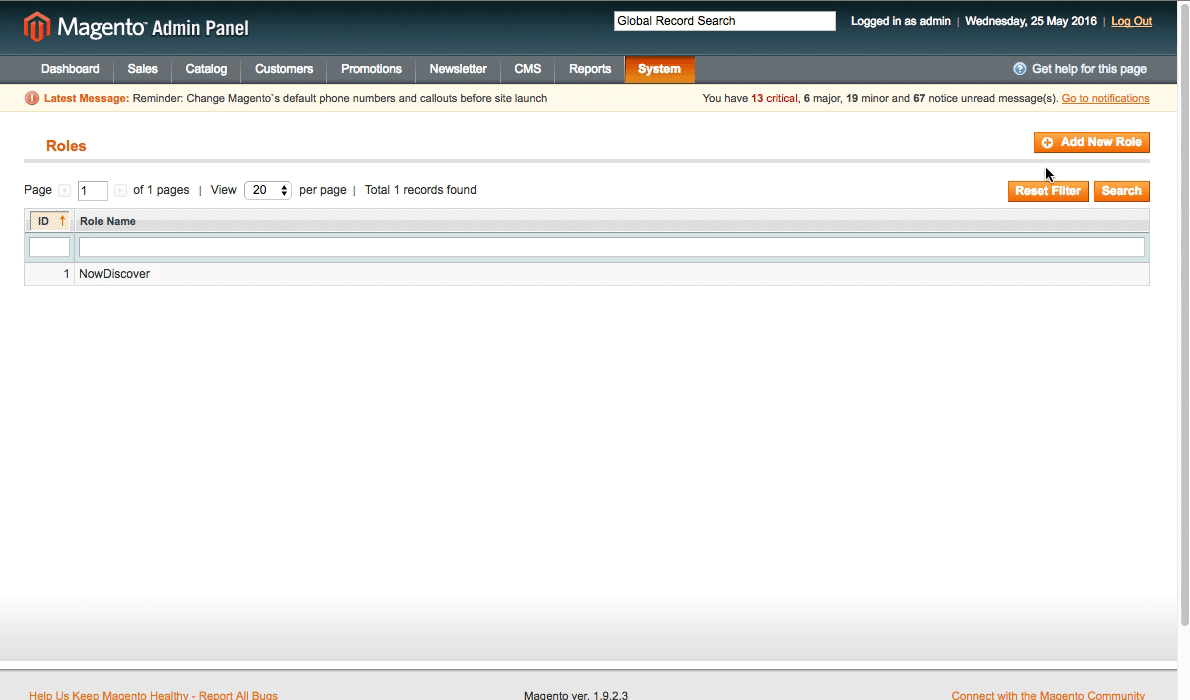 Magento Admin Panel
Global Record Search
Logged in as admin | Wednesday, 25 May 2016 | Log Out
Dashboard Sales Catalog Customers Promotions Newsletter CMS Reports System Get help for this page
Latest Message: Reminder: Change Magento`s default phone numbers and callouts before site launch You have 13 critical, 6 major, 19 minor and 67 notice unread message(s). Go to notifications
Roles Add New Role
Page 1 of 1 pages | View 20 per page | Total 1 records found Reset Filter Search
ID Role Name
1 NowDiscover
Help Us Keep Magento Healthy - Report All Bugs Magento ver. 1.9.2.3 Connect with the Magento Community